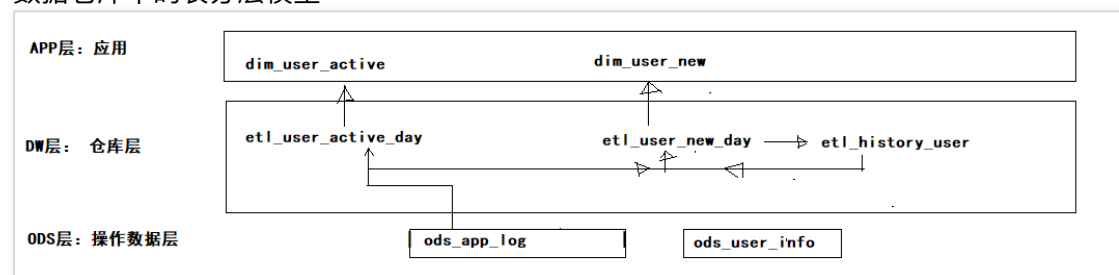 数据仓库中的表分层模型
APP层：应用
dim_user_active
dim_user_new
DW层： 仓库层
etl_user_active_day
etl_user_new_day
etl_history_user
ODS层：操作数据层
ods_app_log
ods_user_info